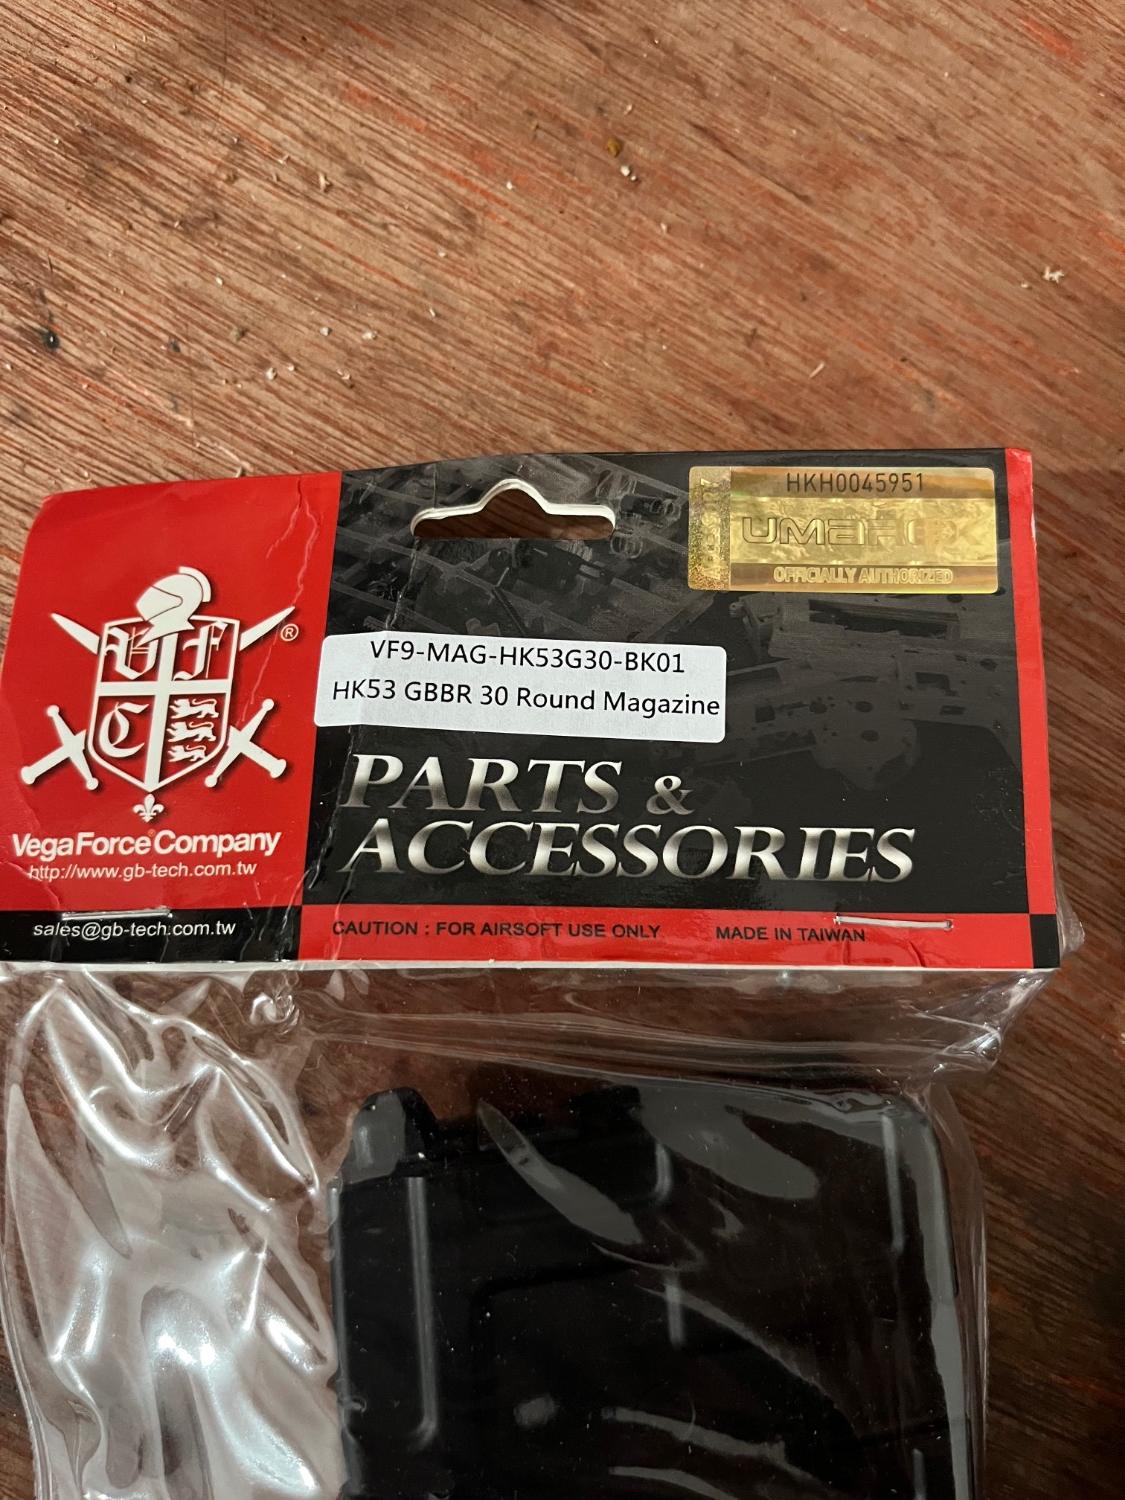 HKH0045951
UMAREX
OFFICIALLY AUTHORIZED
VFC
®
VF9-MAG-HK53G30-BK01
HK53 GBBR 30 Round Magazine
PARTS &
ACCESSORIES
VegaForce Company
http://www.gb-tech.com.tw
sales@gb-tech.com.tw
CAUTION : FOR AIRSOFT USE ONLY
MADE IN TAIWAN